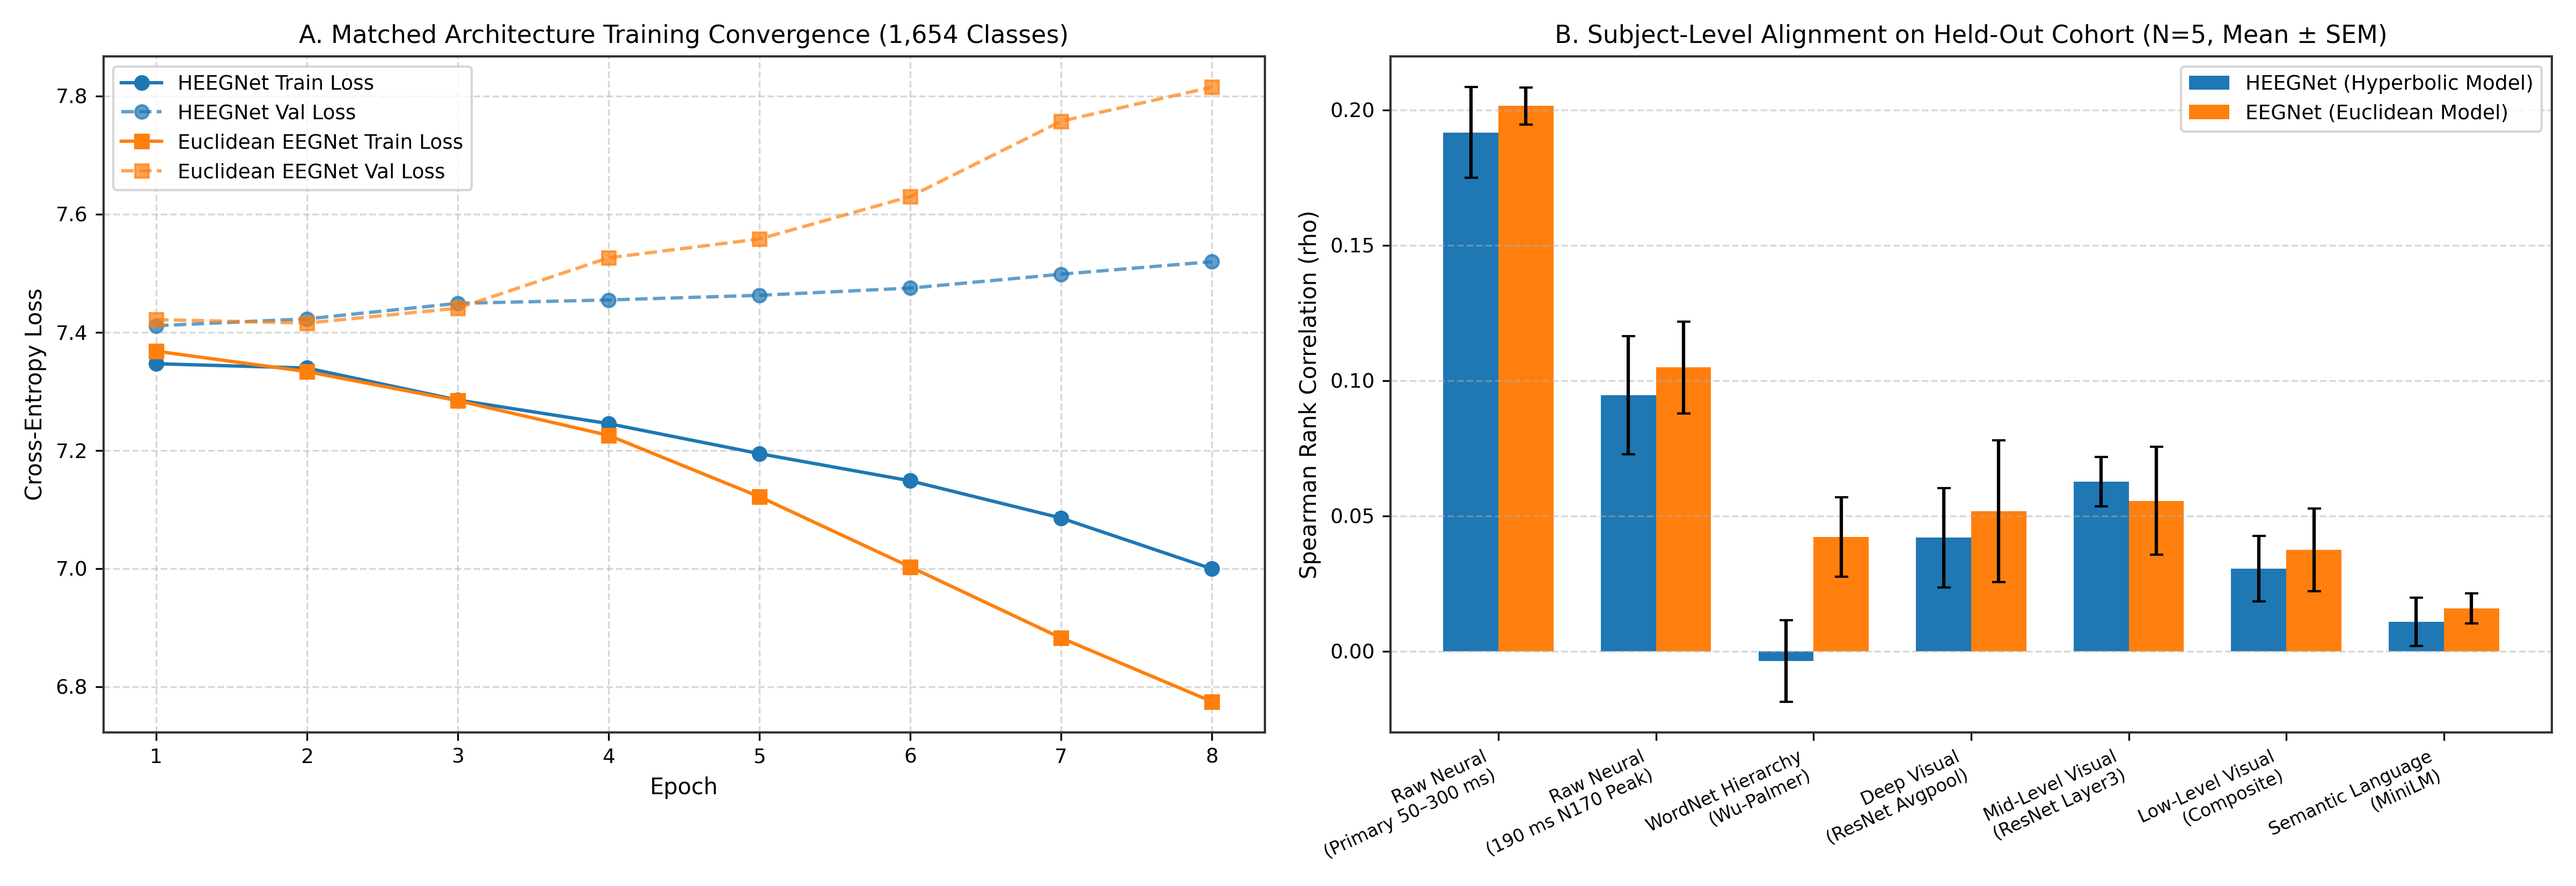 A. Matched Architecture Training Convergence (1,654 Classes)
HEEGNet Train Loss
HEEGNet Val Loss
Euclidean EEGNet Train Loss
Euclidean EEGNet Val Loss
Cross-Entropy Loss
7.8
7.6
7.4
7.2
7.0
6.8
1 2 3 4 5 6 7 8
Epoch
B. Subject-Level Alignment on Held-Out Cohort (N=5, Mean ± SEM)
HEEGNet (Hyperbolic Model)
EEGNet (Euclidean Model)
Spearman Rank Correlation (rho)
0.20
0.15
0.10
0.05
0.00
Raw Neural
(Primary 50–300 ms)
Raw Neural
(190 ms N170 Peak)
WordNet Hierarchy
(Wu-Palmer)
Deep Visual
(ResNet Avgpool)
Mid-Level Visual
(ResNet Layer3)
Low-Level Visual
(Composite)
Semantic Language
(MiniLM)